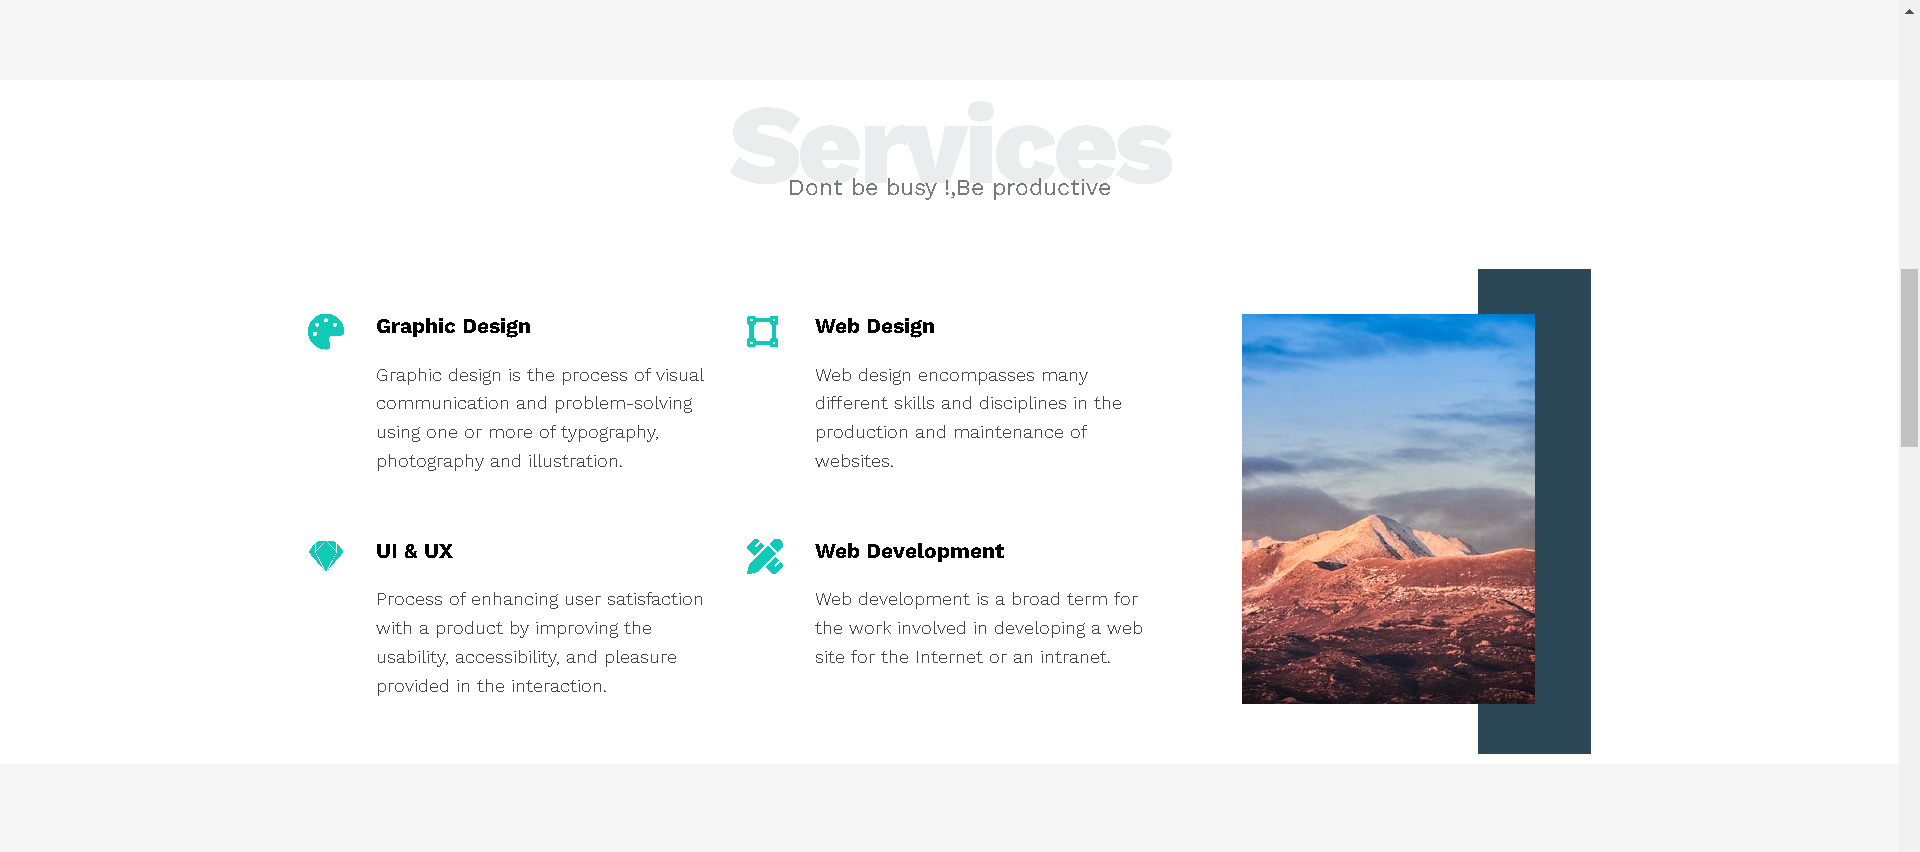 Services
Dont be busy !,Be productive
Graphic Design
Graphic design is the process of visual
communication and problem-solving
using one or more of typography,
photography and illustration.
Web Design
Web design encompasses many
different skills and disciplines in the
production and maintenance of
websites.
UI & UX
Process of enhancing user satisfaction
with a product by improving the
usability, accessibility, and pleasure
provided in the interaction.
Web Development
Web development is a broad term for
the work involved in developing a web
site for the Internet or an intranet.